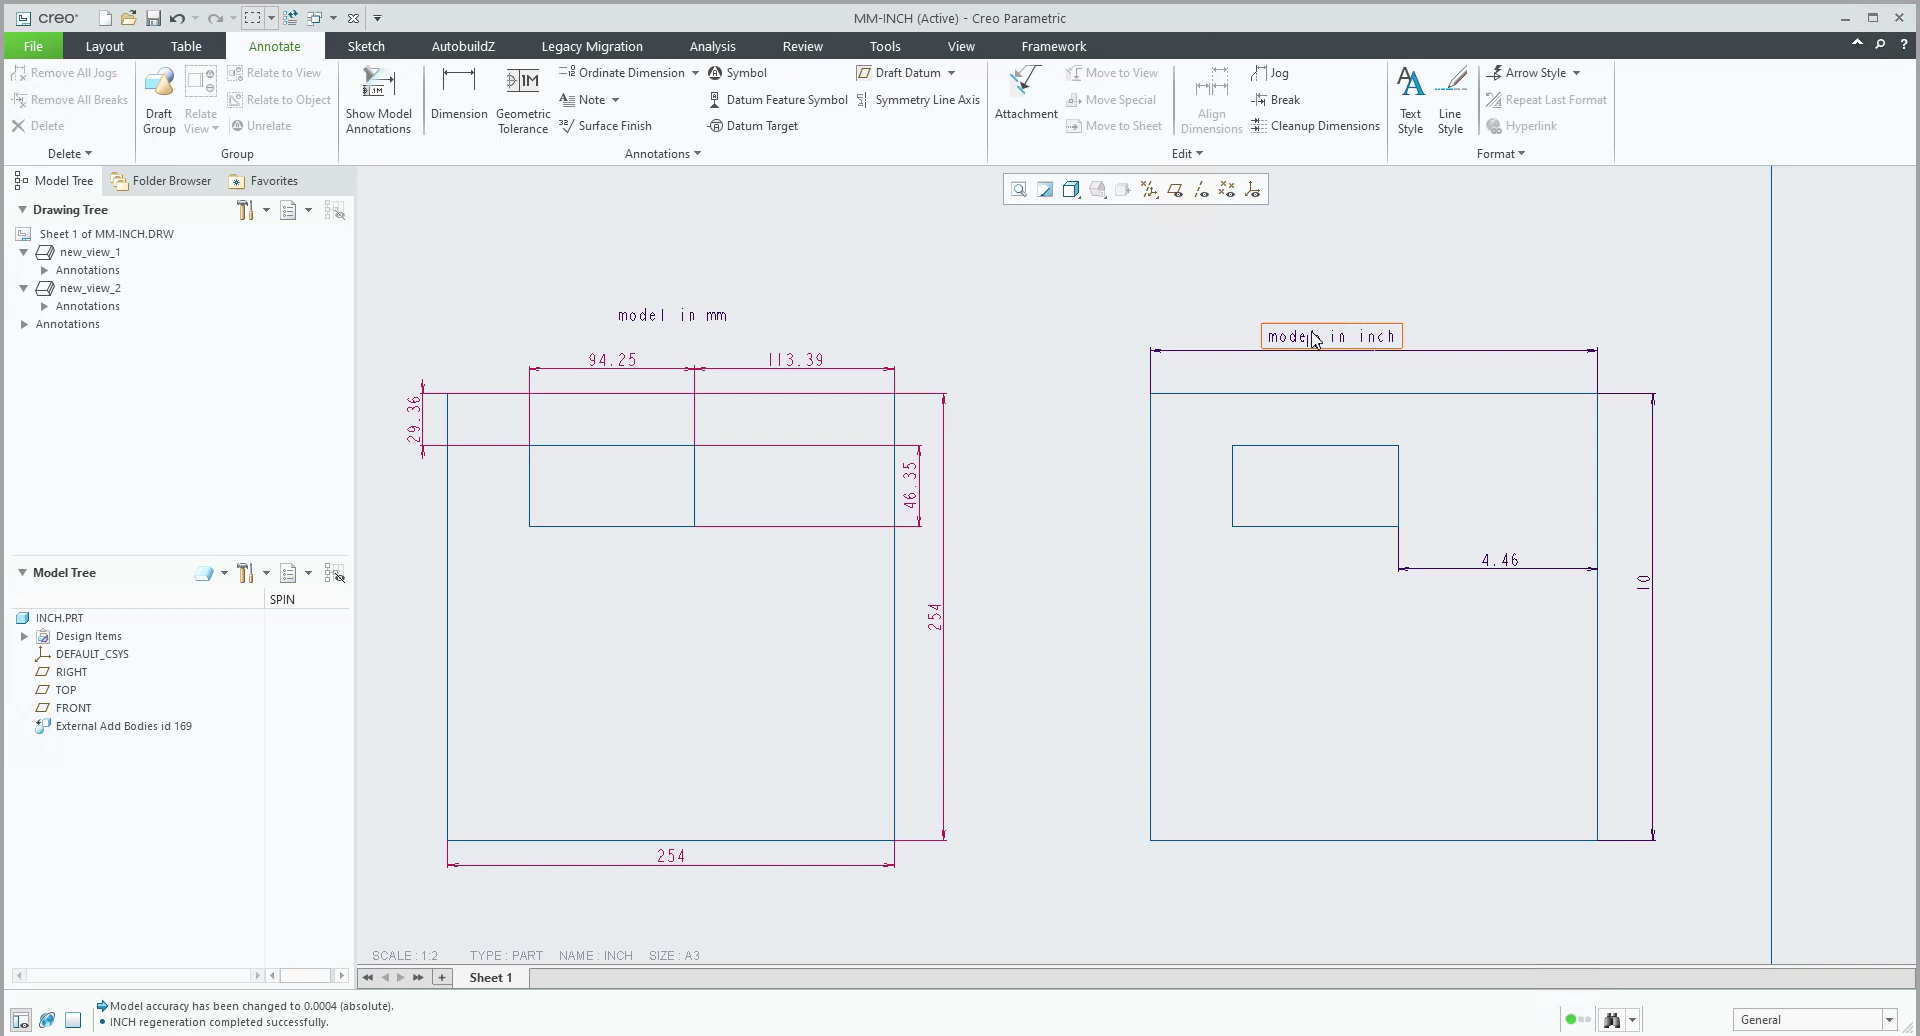 creo
MM-INCH (Active) - Creo Parametric
File
Layout
Table
Annotate
Sketch
AutobuildZ
Legacy Migration
Analysis
Review
Tools
View
Framework
Remove All Jogs
Remove All Breaks
Delete
Delete
Draft
Group
Relate
View
Relate to View
Relate to Object
Unrelate
Group
Show Model
Annotations
Dimension
Geometric
Tolerance
Ordinate Dimension
Note
Surface Finish
Symbol
Datum Feature Symbol
Datum Target
Draft Datum
Symmetry Line Axis
Annotations
Attachment
Move to View
Move Special
Move to Sheet
Align
Dimensions
Jog
Break
Cleanup Dimensions
Edit
Text
Style
Line
Style
Arrow Style
Repeat Last Format
Hyperlink
Format
Model Tree
Folder Browser
Favorites
Drawing Tree
Sheet 1 of MM-INCH.DRW
new_view_1
Annotations
new_view_2
Annotations
Annotations
Model Tree
SPIN
INCH.PRT
Design Items
DEFAULT_CSYS
RIGHT
TOP
FRONT
External Add Bodies id 169
model in mm
94.25
113.39
29.36
46.35
254
254
model in inch
4.46
10
SCALE : 1:2 TYPE : PART NAME : INCH SIZE : A3
Sheet 1
Model accuracy has been changed to 0.0004 (absolute).
• INCH regeneration completed successfully.
General